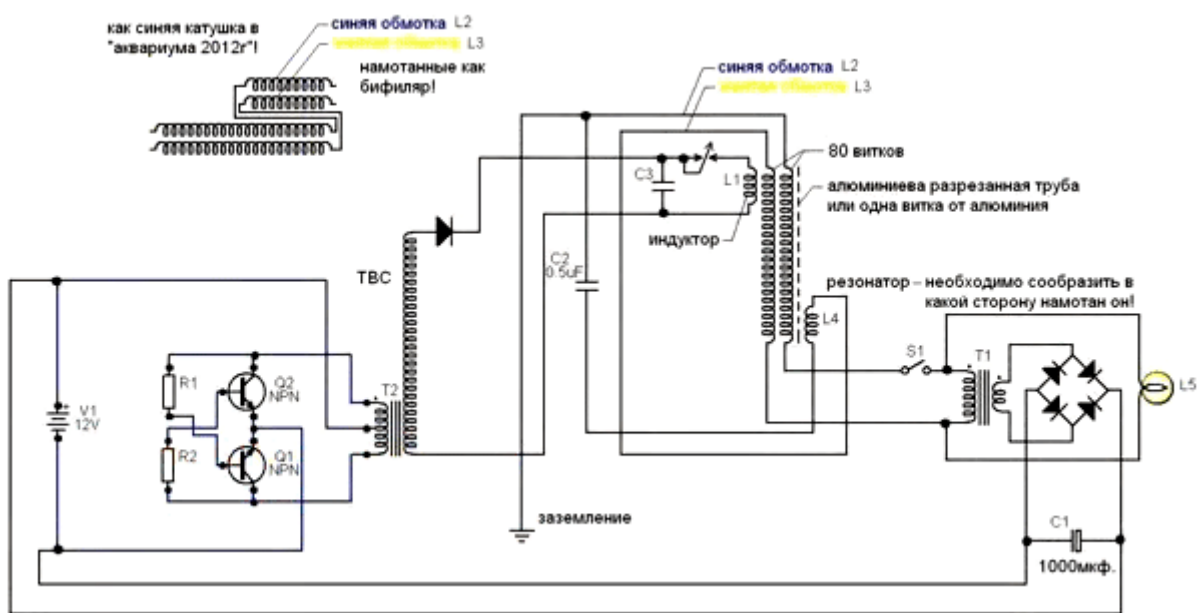 как синяя катушка в
"аквариума 2012г"!
синяя обмотка L2
L3
намотанные как
бифиляр!
синяя обмотка L2
L3
80 витков
алюминиева разрезанная труба
или одна витка от алюминия
C3
L1
индуктор
C2
0.5uF
ТВС
резонатор – необходимо сообразить в
какой сторону намотан он!
L4
S1
T1
L5
R1
Q2
NPN
T2
V1
12V
R2
Q1
NPN
заземление
C1
1000мкф.